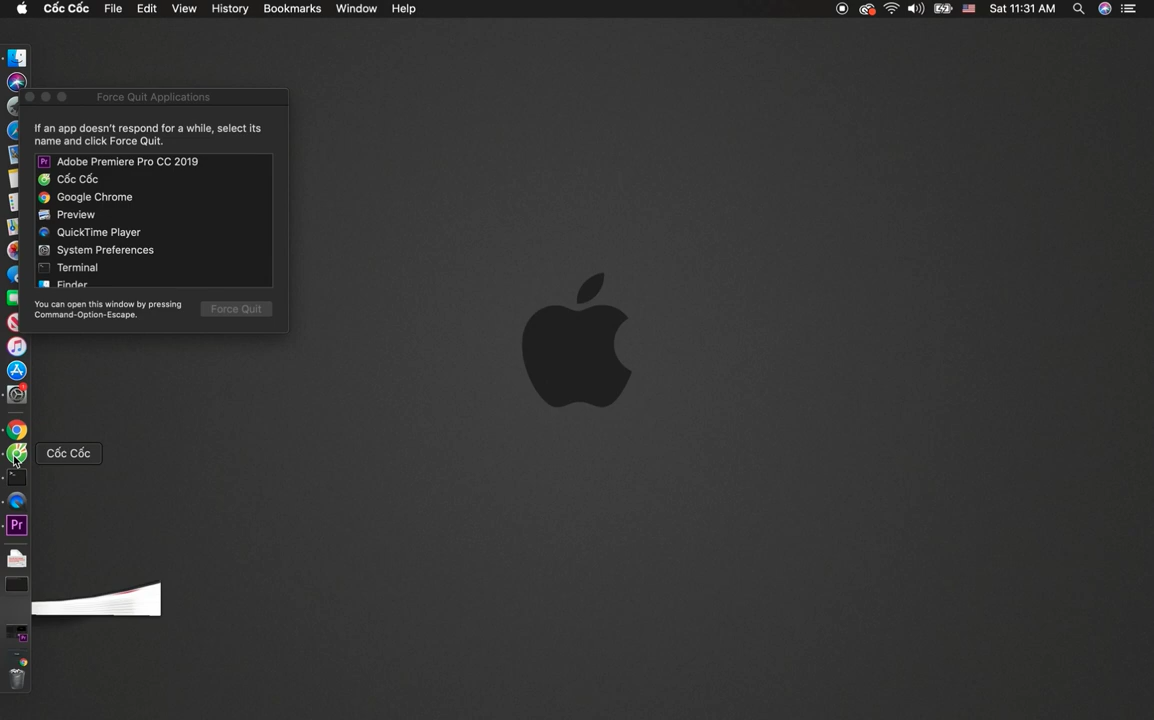 Cốc Cốc File Edit View History Bookmarks Window Help Sat 11:31 AM
Force Quit Applications
If an app doesn't respond for a while, select its
name and click Force Quit.
Pr Adobe Premiere Pro CC 2019
Cốc Cốc
Google Chrome
Preview
QuickTime Player
System Preferences
Terminal
Finder
You can open this window by pressing
Command-Option-Escape.
Force Quit
Cốc Cốc
Pr